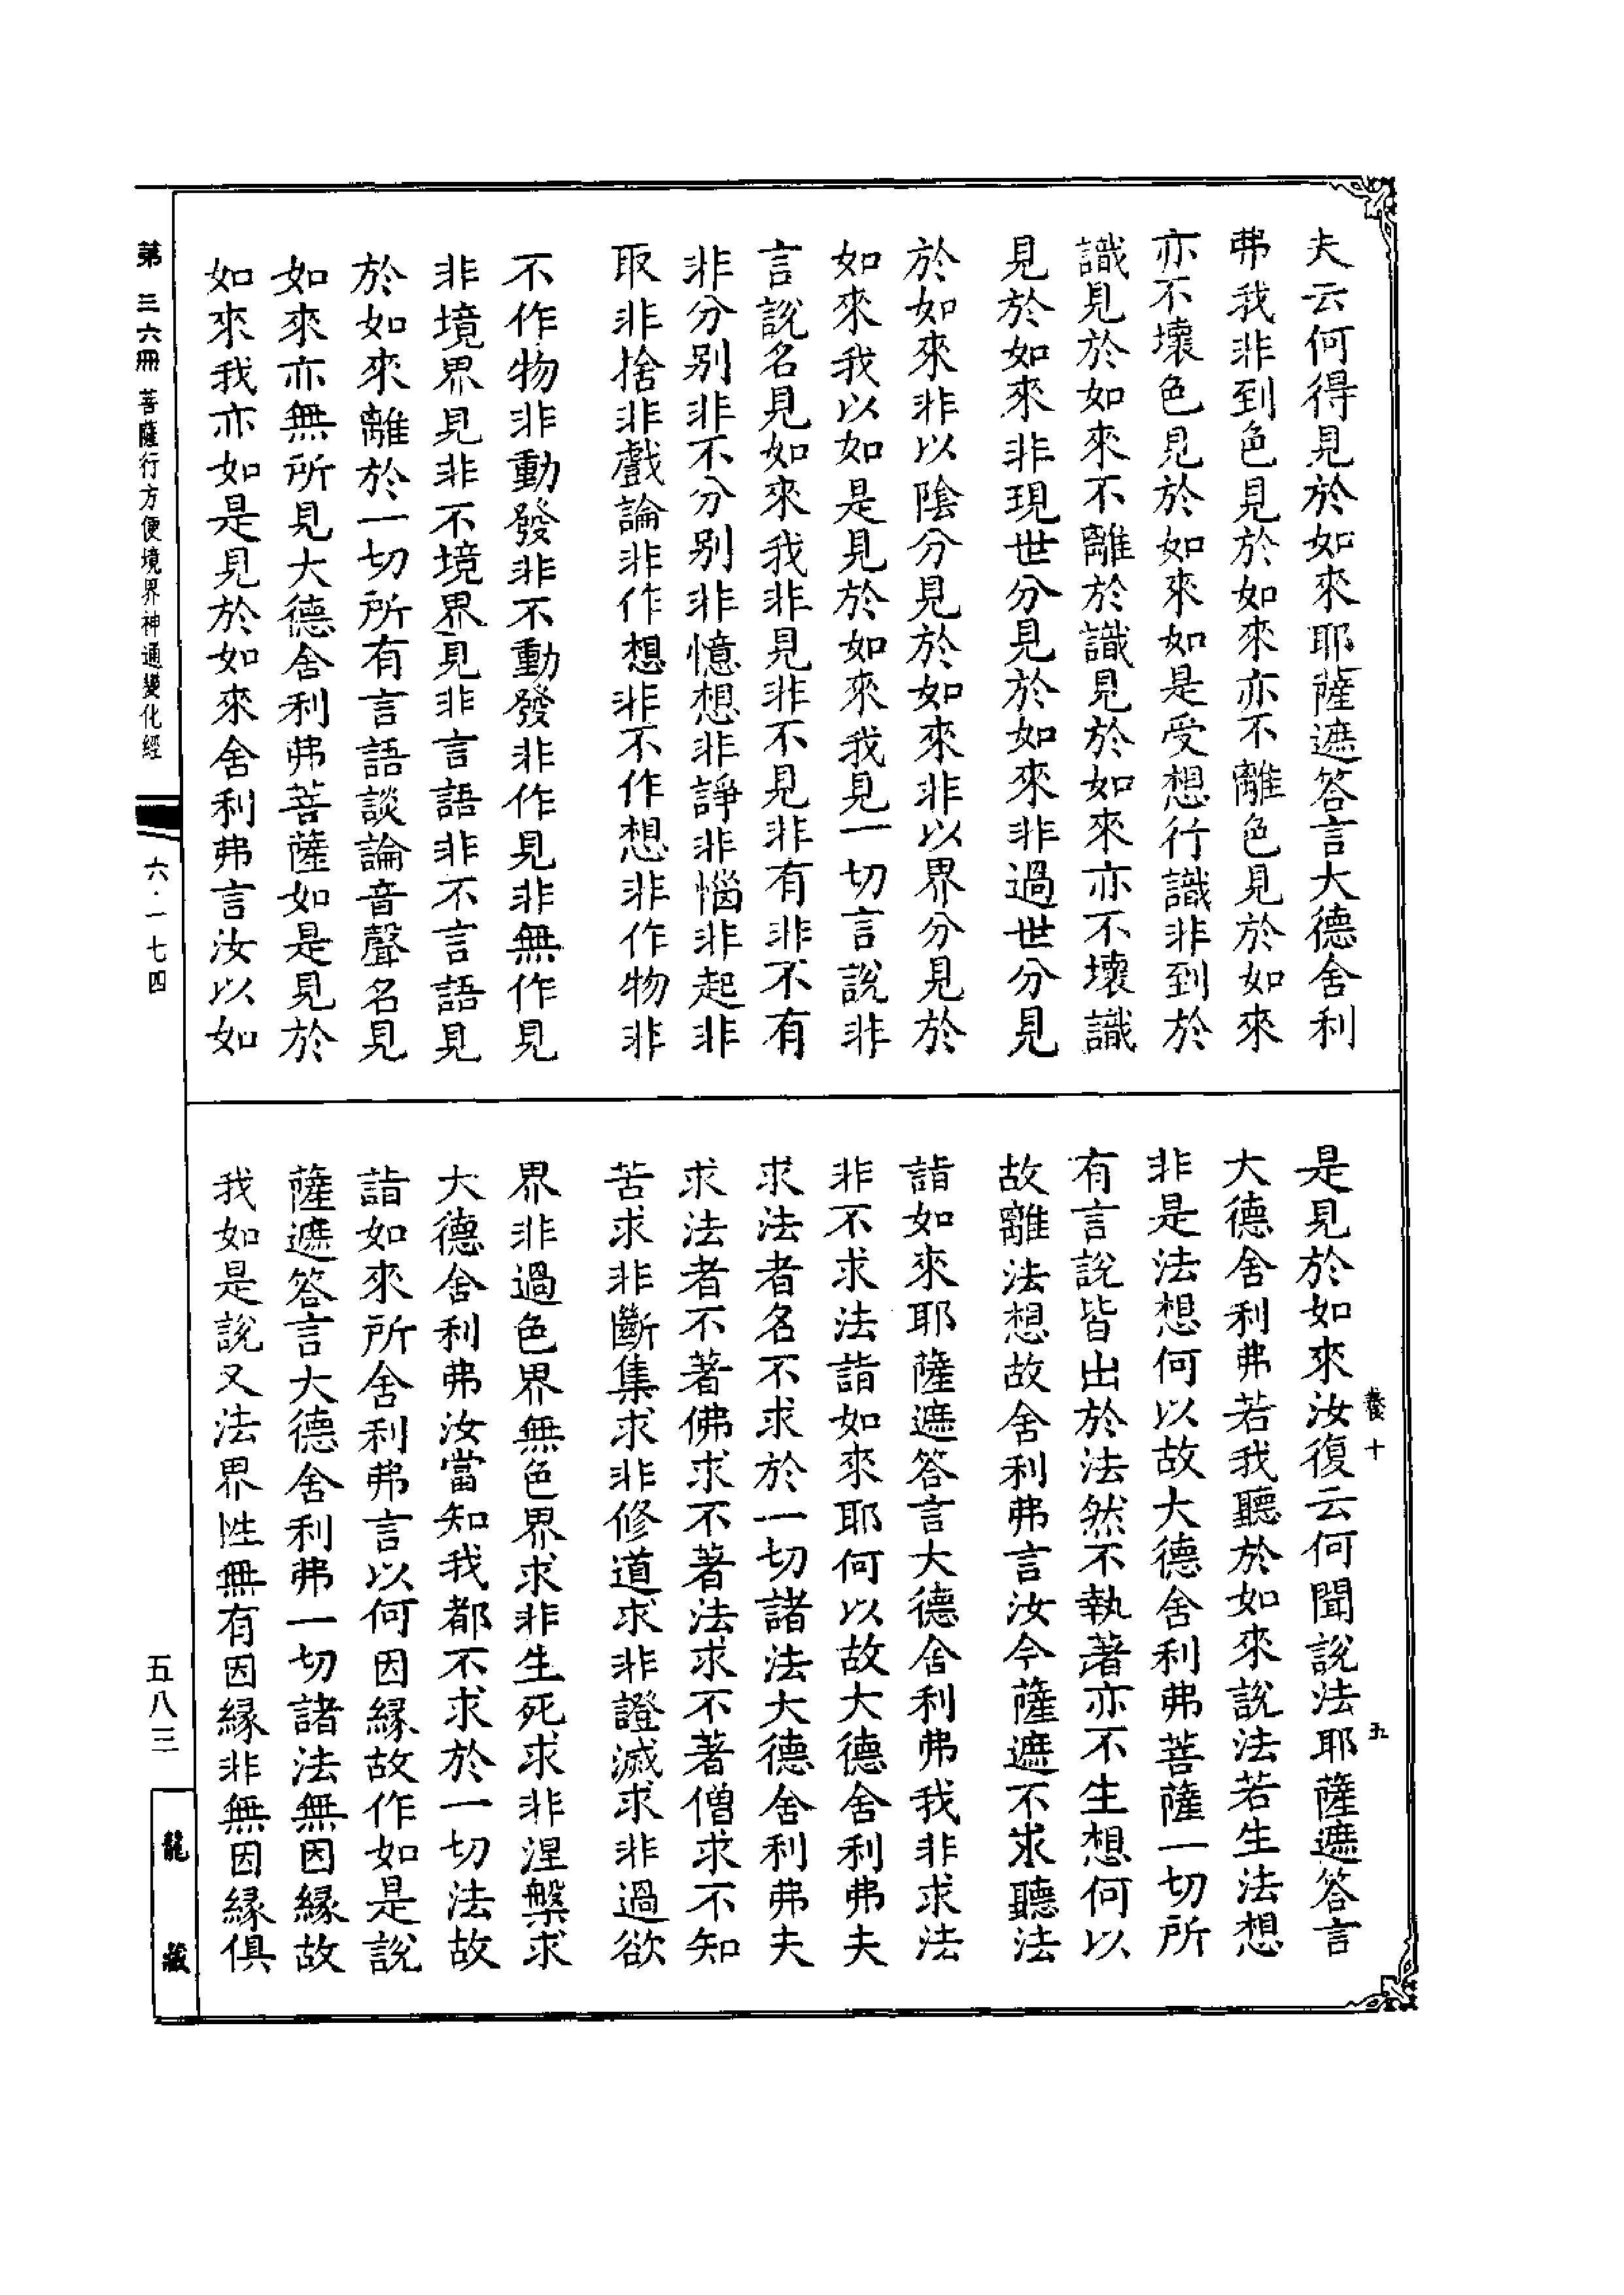 夫云何得見於如來耶薩遮答言大德舍利
弗我非到色見於如來亦不離色見於如來
亦不壞色見於如來如是受想行識非到於
識見於如來不離於識見於如來亦不壞識
見於如來非現世分見於如來非過世分見
於如來非以陰分見於如來非以界分見於
如來我以如是見於如來我見一切言說非
言說名見如來我非見非不見非有非不有
非分別非不分別非憶想非諍非惱非起非
取非捨非戲論非作想非不作想非作物非
不作物非動發非不動發非作見非無作見
非境界見非不境界見非言語非不言語見
於如來離於一切所有言語談論音聲名見
如來亦無所見大德舍利弗菩薩如是見於
如來我亦如是見於如來舍利弗言汝以如
是見於如來汝復云何聞說法耶薩遮答言
大德舍利弗若我聽於如來說法若生法想
非是法想何以故大德舍利弗菩薩一切所
有言說皆出於法然不執著亦不生想何以
故離法想故舍利弗言汝今薩遮不求聽法
詣如來耶薩遮答言大德舍利弗我非求法
非不求法詣如來耶何以故大德舍利弗夫
求法者名不求於一切諸法大德舍利弗夫
求法者不著佛求不著法求不著僧求不知
苦求非斷集求非修道求非證滅求非過欲
界非過色界無色界求非生死求非涅槃求
大德舍利弗汝當知我都不求於一切法故
詣如來所舍利弗言以何因緣故作如是說
薩遮答言大德舍利弗一切諸法無因緣故
我如是說又法界性無有因緣非無因緣俱
養十
五
第三六冊 菩薩行方便境界神通變化經
六·一七四
五八三
龍藏